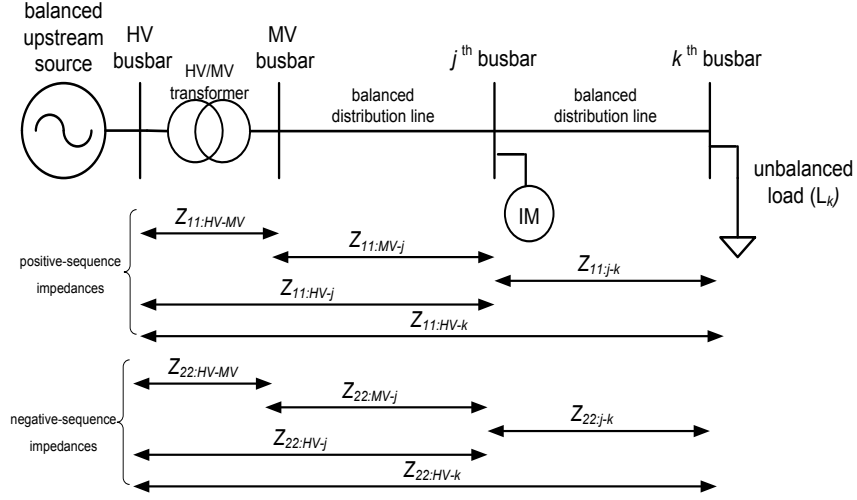 balanced
upstream
source
HV
busbar
HV/MV
transformer
MV
busbar
j th busbar
k th busbar
balanced
distribution line
balanced
distribution line
IM
unbalanced
load (Lk)
positive-sequence
impedances
Z11:HV-MV
Z11:MV-j
Z11:j-k
Z11:HV-j
Z11:HV-k
negative-sequence
impedances
Z22:HV-MV
Z22:MV-j
Z22:j-k
Z22:HV-j
Z22:HV-k